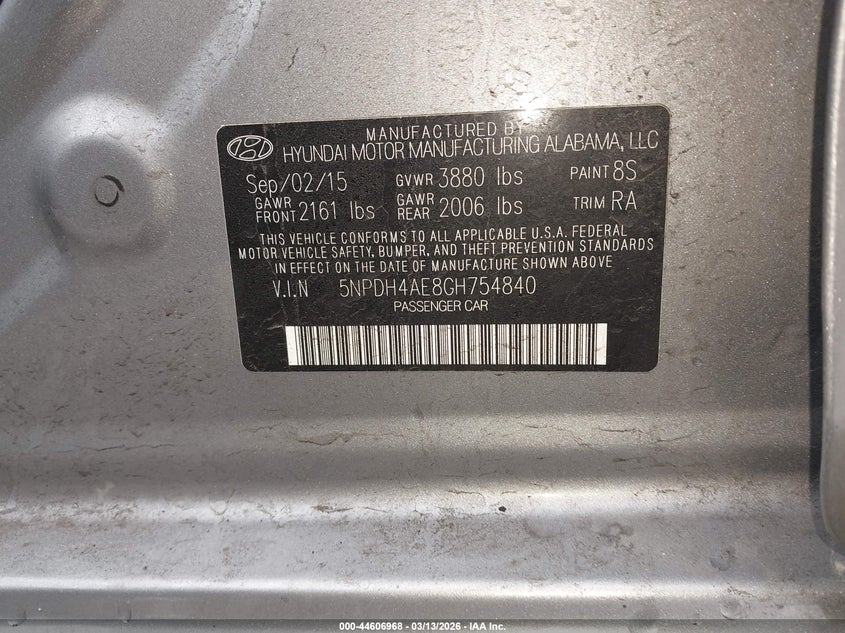 MANUFACTURED BY
HYUNDAI MOTOR MANUFACTURING ALABAMA, LLC
Sep/02/15 GVWR 3880 lbs PAINT 8S
GAWR FRONT 2161 lbs GAWR REAR 2006 lbs TRIM RA
THIS VEHICLE CONFORMS TO ALL APPLICABLE U.S.A. FEDERAL
MOTOR VEHICLE SAFETY, BUMPER, AND THEFT PREVENTION STANDARDS
IN EFFECT ON THE DATE OF MANUFACTURE SHOWN ABOVE
V.I.N 5NPDH4AE8GH754840
PASSENGER CAR
000-44606968 - 03/13/2026 - IAA Inc.